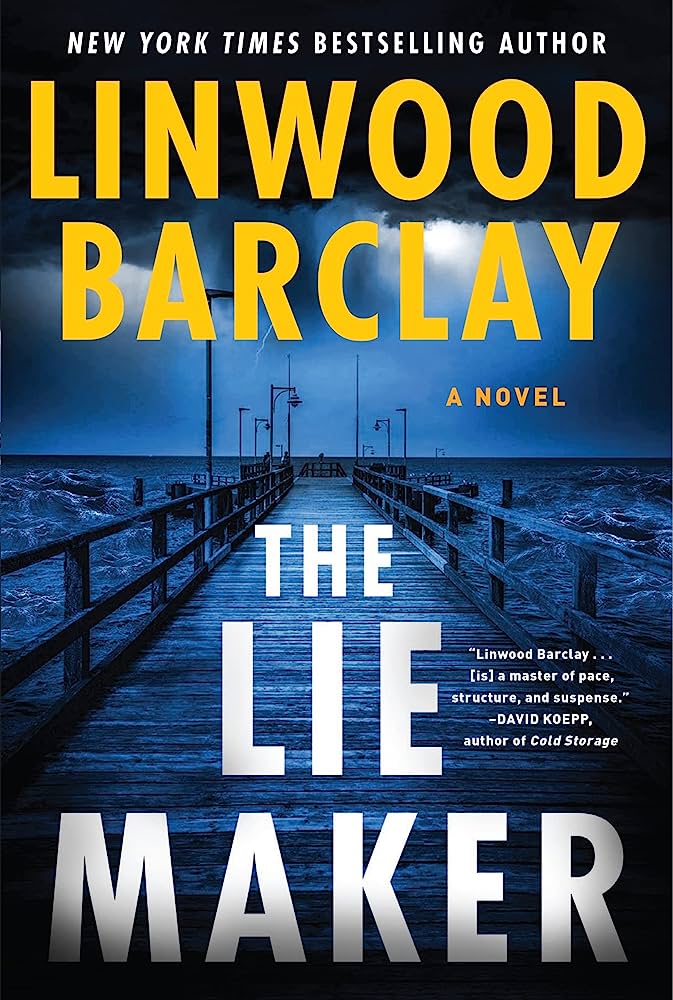 NEW YORK TIMES BESTSELLING AUTHOR
LINWOOD
BARCLAY
A NOVEL
THE
LIE
MAKER
“Linwood Barclay . . .
[is] a master of pace,
structure, and suspense.”
–DAVID KOEPP,
author of Cold Storage